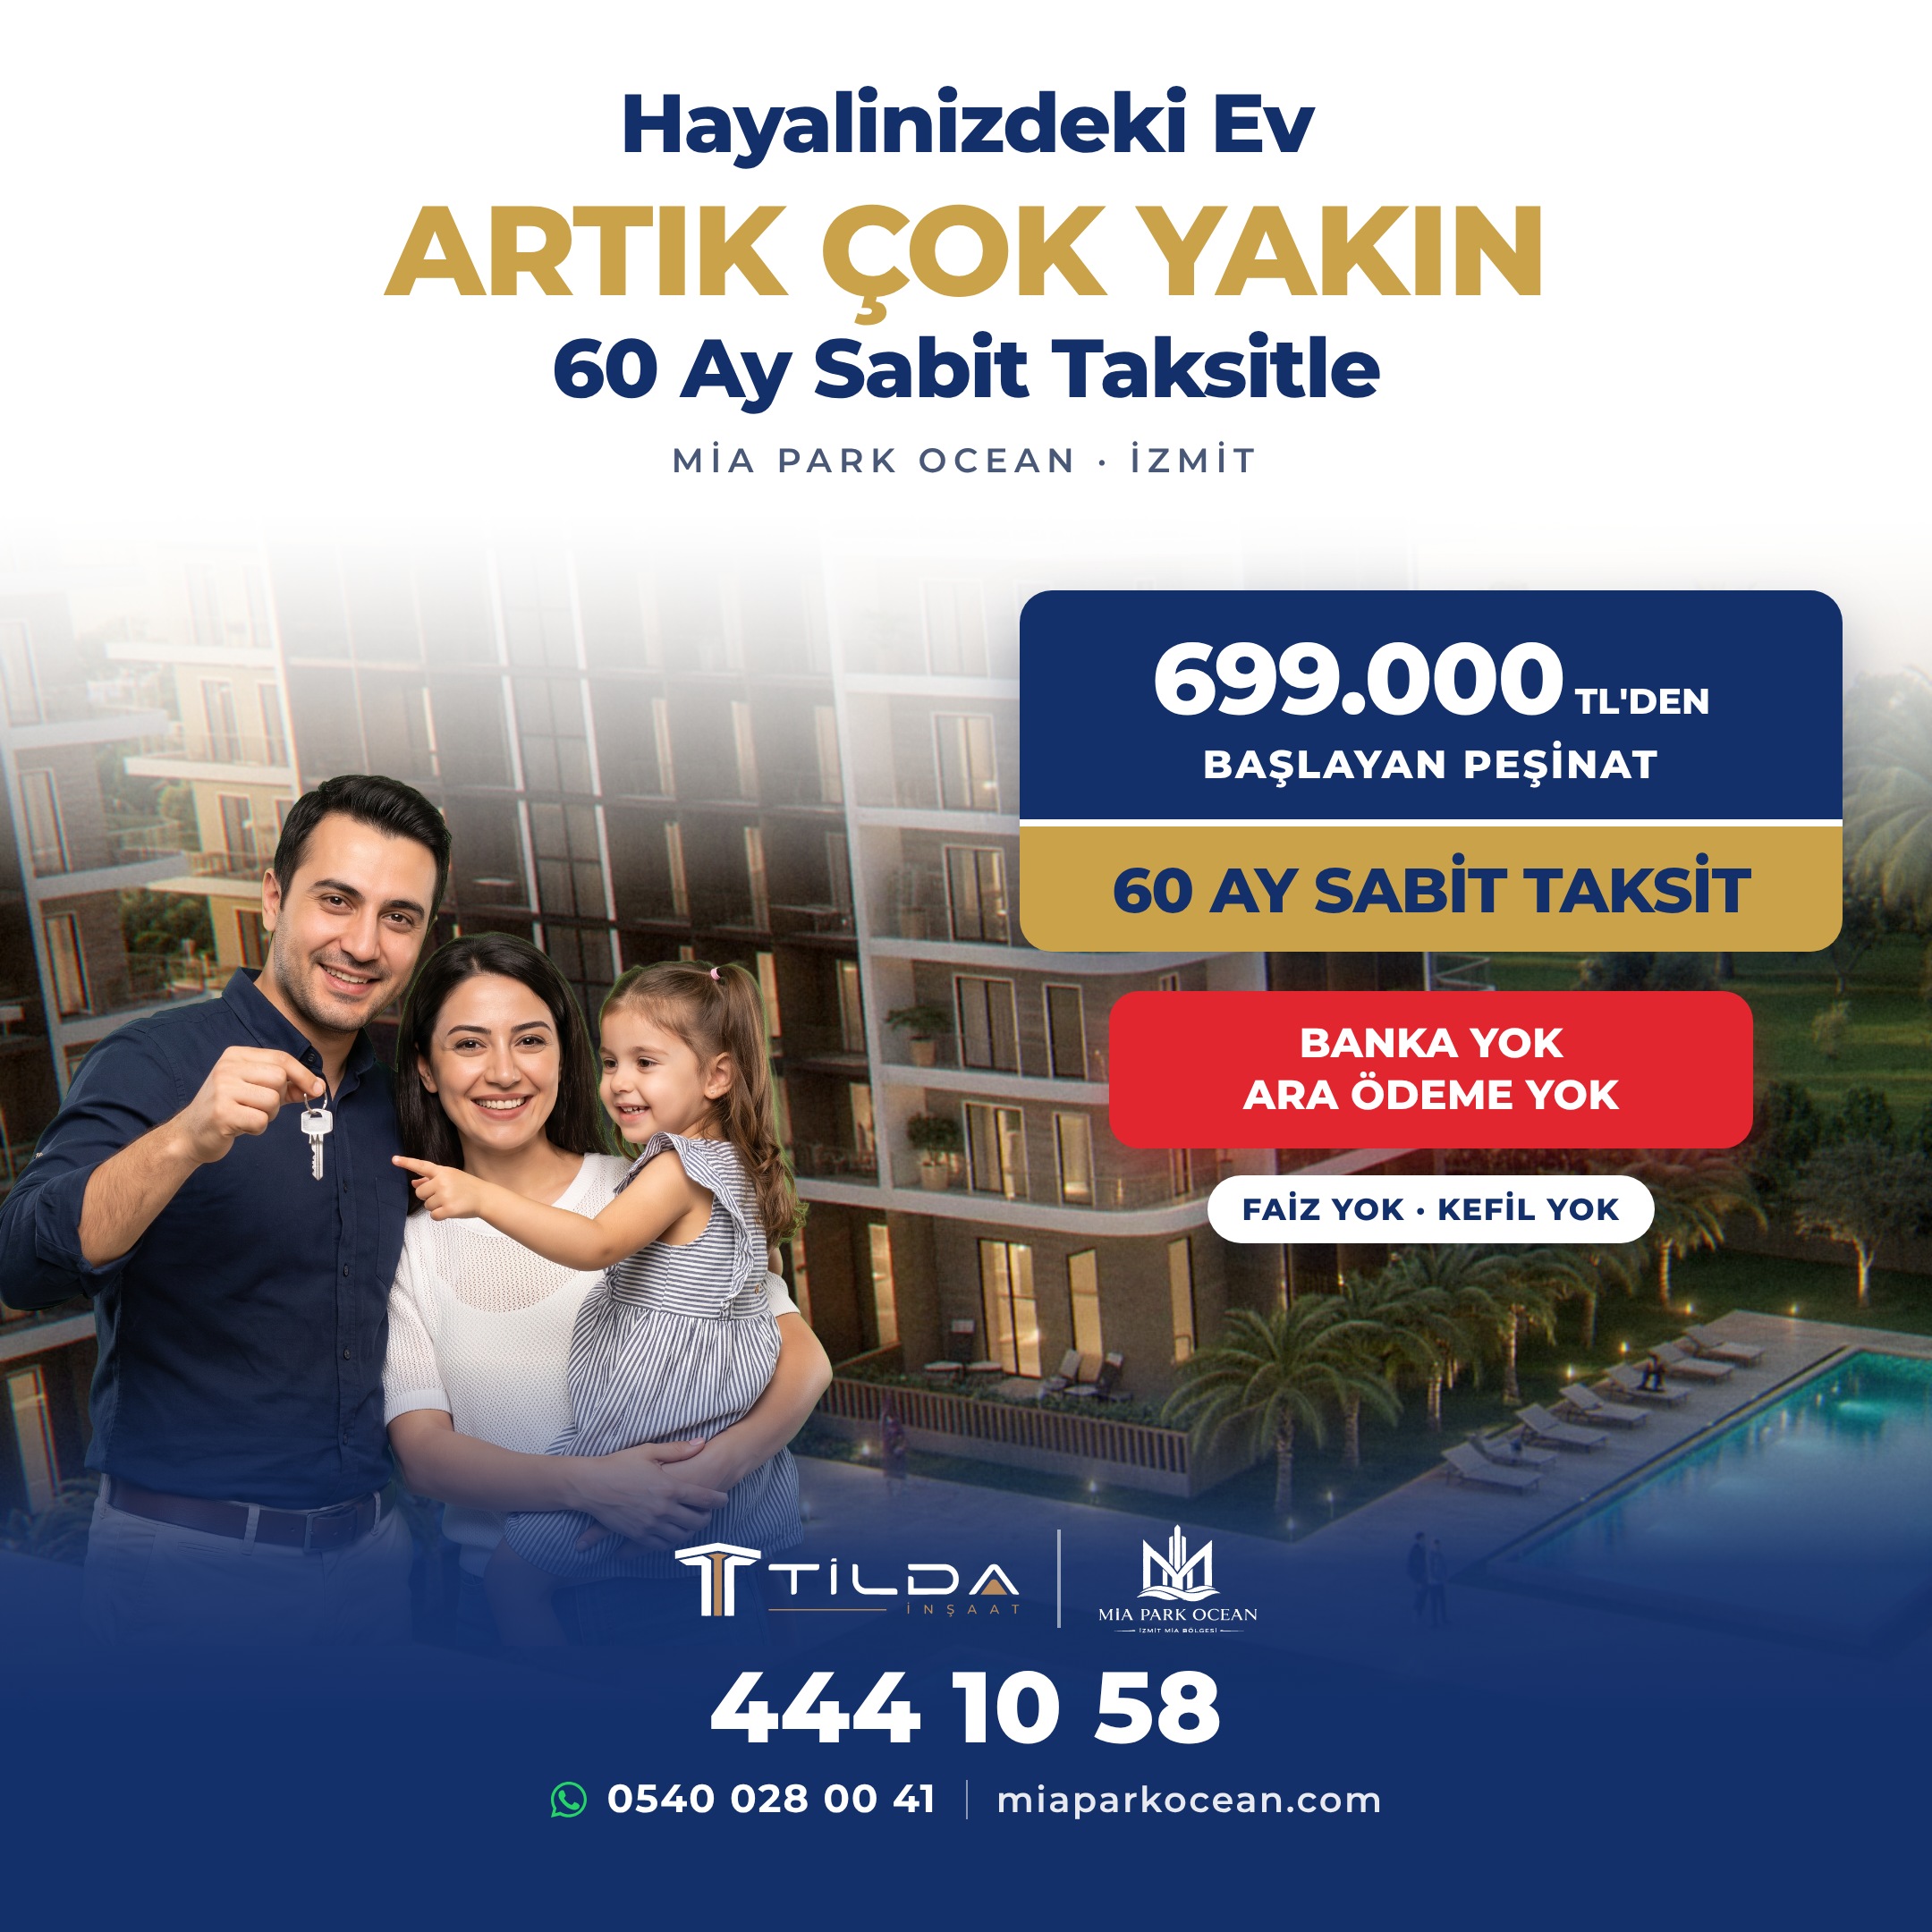 Hayalinizdeki Ev
ARTIK ÇOK YAKIN
60 Ay Sabit Taksitle
MİA PARK OCEAN · İZMİT
699.000 TL'DEN
BAŞLAYAN PEŞİNAT
60 AY SABİT TAKSİT
BANKA YOK
ARA ÖDEME YOK
FAİZ YOK · KEFİL YOK
TİLDA
İNŞAAT
MİA PARK OCEAN
İZMİT MİA BÖLGESİ
444 10 58
0540 028 00 41
miaparkocean.com